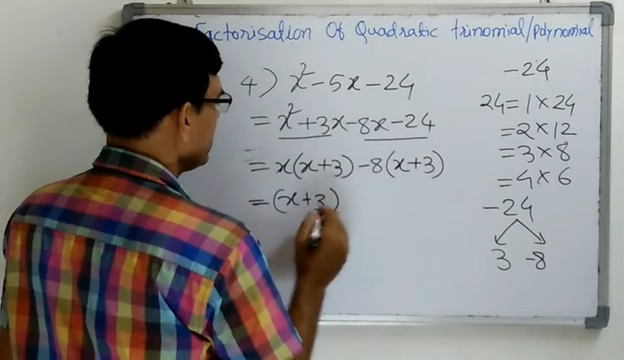 Factorisation Of Quadratic trinomial/polynomial
4) x²-5x-24
= x²+3x-8x-24
= x(x+3)-8(x+3)
= (x+3)
-24
24=1×24
=2×12
=3×8
=4×6
-24
3 -8